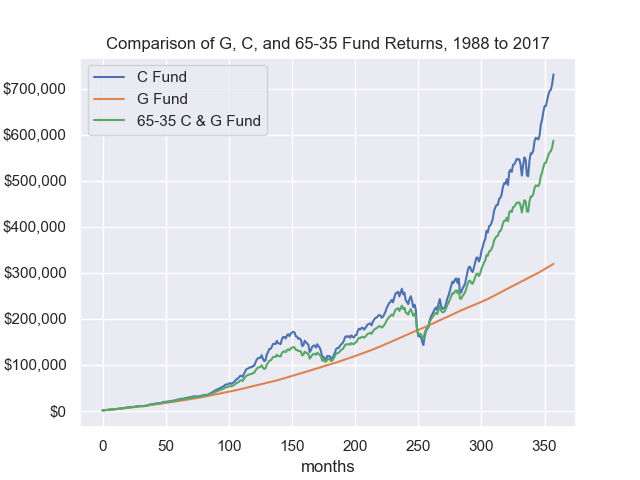 Comparison of G, C, and 65-35 Fund Returns, 1988 to 2017
C Fund
G Fund
65-35 C & G Fund
$700,000
$600,000
$500,000
$400,000
$300,000
$200,000
$100,000
$0
0 50 100 150 200 250 300 350
months